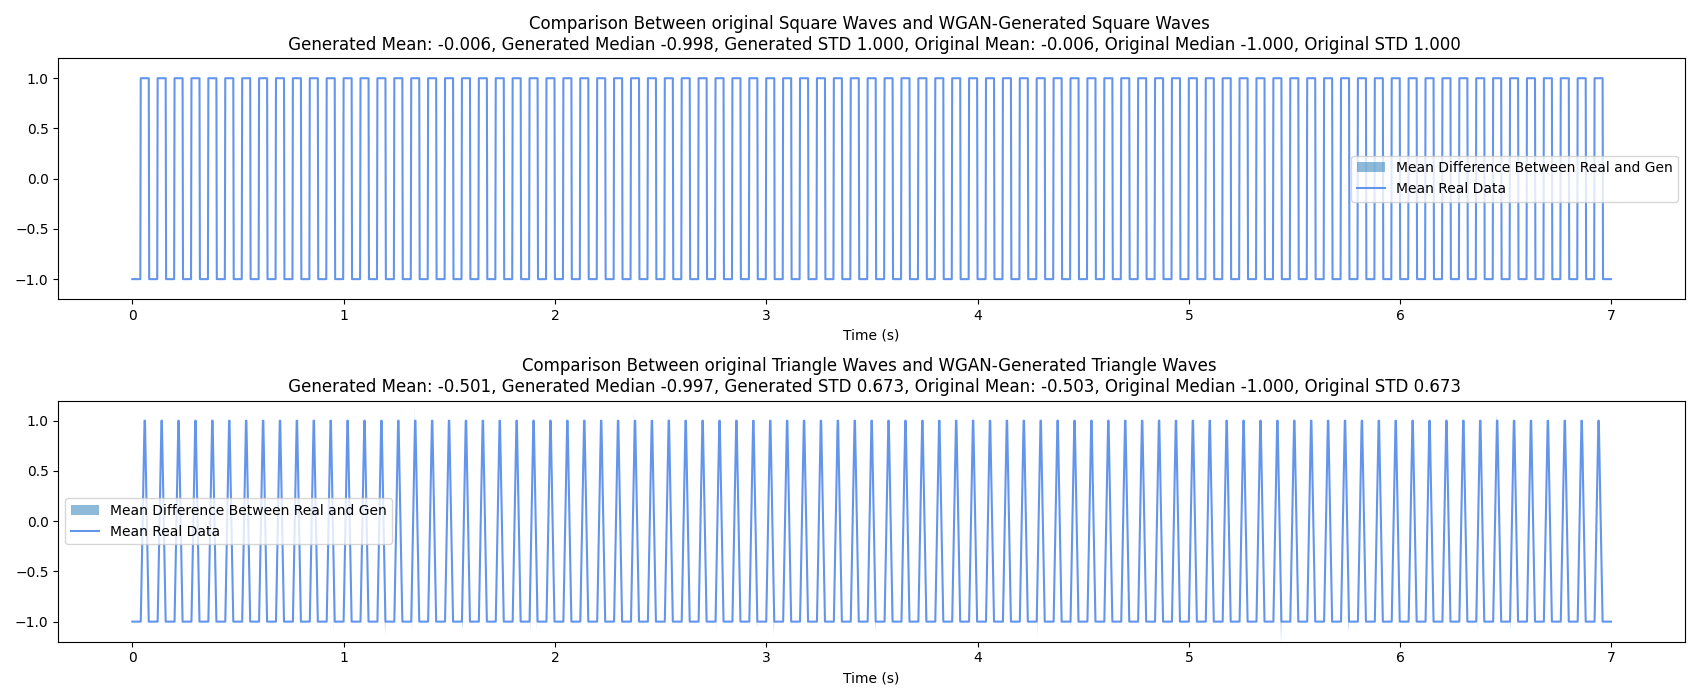 Comparison Between original Square Waves and WGAN-Generated Square Waves
Generated Mean: -0.006, Generated Median -0.998, Generated STD 1.000, Original Mean: -0.006, Original Median -1.000, Original STD 1.000
1.0
0.5
0.0
−0.5
−1.0
Mean Difference Between Real and Gen
Mean Real Data
0 1 2 3 4 5 6 7
Time (s)
Comparison Between original Triangle Waves and WGAN-Generated Triangle Waves
Generated Mean: -0.501, Generated Median -0.997, Generated STD 0.673, Original Mean: -0.503, Original Median -1.000, Original STD 0.673
1.0
0.5
0.0
−0.5
−1.0
Mean Difference Between Real and Gen
Mean Real Data
0 1 2 3 4 5 6 7
Time (s)